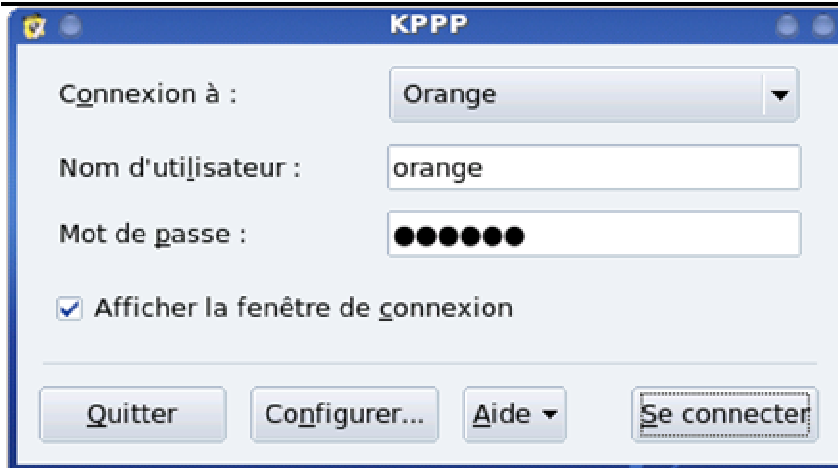 KPPP
Connexion à : Orange
Nom d'utilisateur : orange
Mot de passe : ●●●●●●
Afficher la fenêtre de connexion
Quitter Configurer... Aide Se connecter